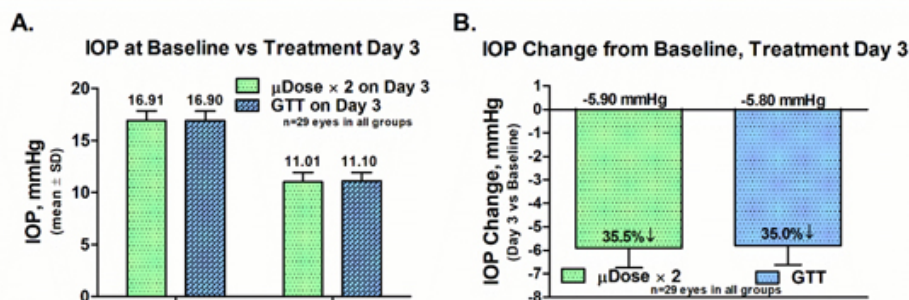 A.
IOP at Baseline vs Treatment Day 3
IOP, mmHg
(mean ± SD)
20
15
10
5
0
16.91
16.90
11.01
11.10
μDose × 2 on Day 3
GTT on Day 3
n=29 eyes in all groups
B.
IOP Change from Baseline, Treatment Day 3
IOP Change, mmHg
(Day 3 vs Baseline)
1
0
-1
-2
-3
-4
-5
-6
-7
-8
-5.90 mmHg
-5.80 mmHg
35.5%↓
35.0%↓
μDose × 2
GTT
n=29 eyes in all groups